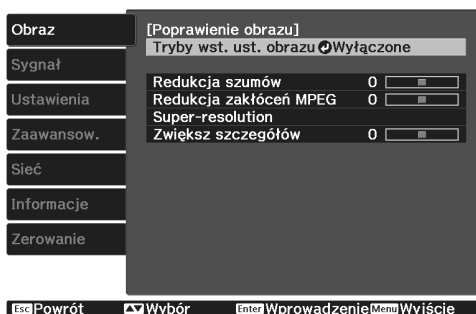 Obraz
Sygnał
Ustawienia
Zaawansow.
Sieć
Informacje
Zerowanie
[Poprawienie obrazu]
Tryby wst. ust. obrazu Wyłączone
Redukcja szumów 0
Redukcja zakłóceń MPEG 0
Super-resolution
Zwiększ szczegółów 0
Esc Powrót Wybór Enter Wprowadzenie Menu Wyjście